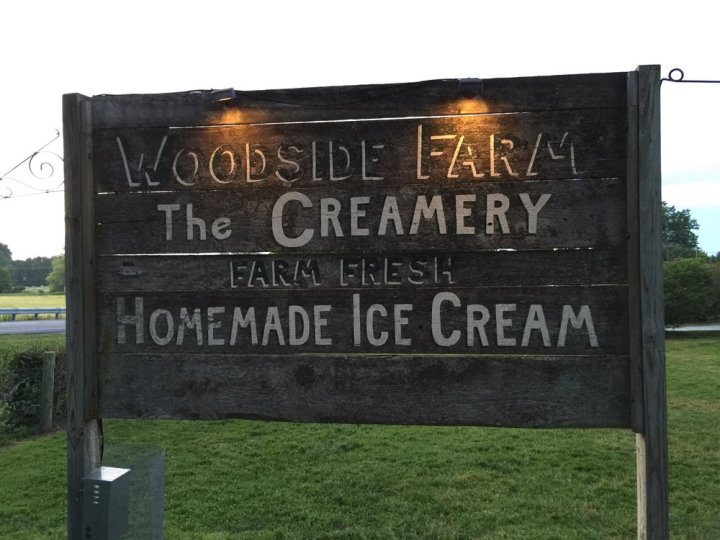 Woodside Farm
The Creamery
FARM FRESH
Homemade Ice Cream